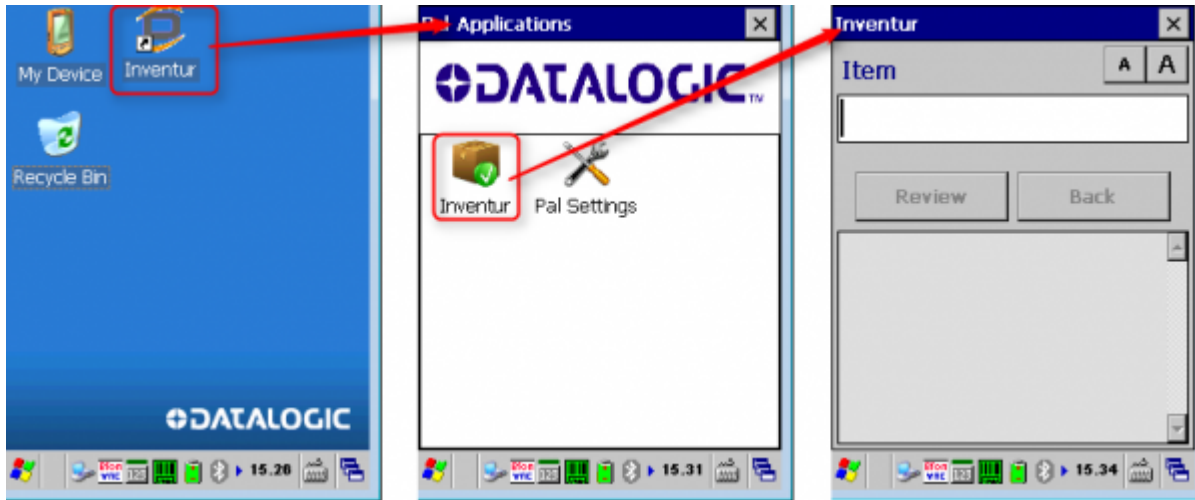 My Device
Inventur
Recycle Bin
DATALOGIC
15.28
Pal Applications
DATALOGIC™
Inventur
Pal Settings
15.31
Inventur
Item
A
A
Review
Back
15.34